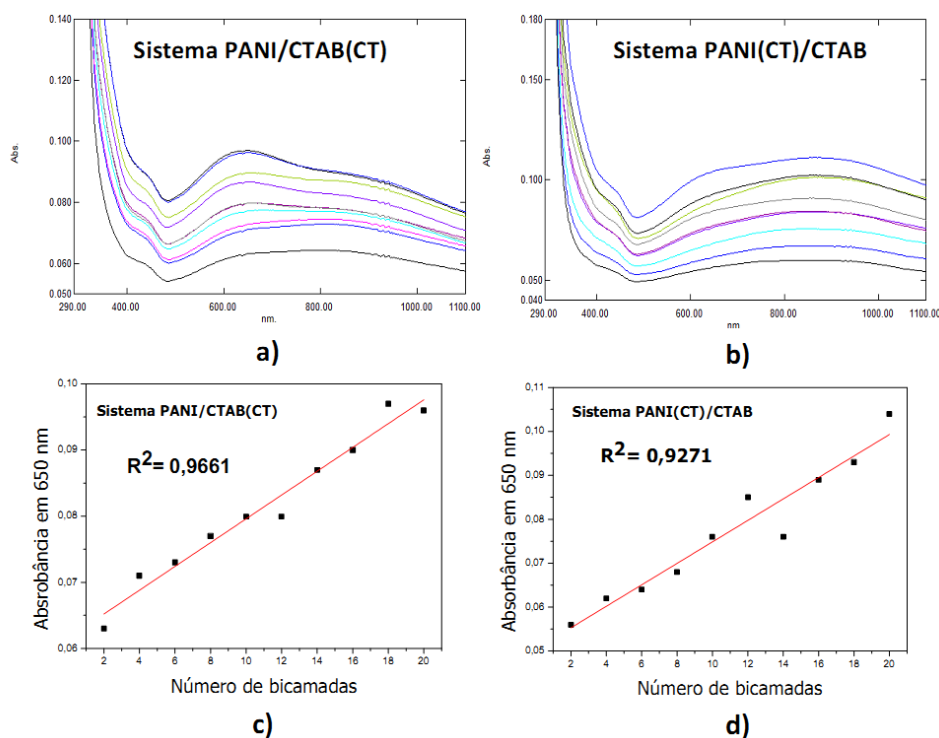 Sistema PANI/CTAB(CT)
0.140
0.120
0.100
0.080
0.060
0.050
Abs.
290.00 400.00 600.00 800.00 1000.00 1100.00
nm.
a)
Sistema PANI(CT)/CTAB
0.180
0.150
0.100
0.050
0.040
Abs.
290.00 400.00 600.00 800.00 1000.00 1100.00
nm
b)
Sistema PANI/CTAB(CT)
R2= 0,9661
0,10
0,09
0,08
0,07
0,06
Absrobância em 650 nm
2 4 6 8 10 12 14 16 18 20
Número de bicamadas
c)
Sistema PANI(CT)/CTAB
R2= 0,9271
0,11
0,10
0,09
0,08
0,07
0,06
0,05
Absorbância em 650 nm
2 4 6 8 10 12 14 16 18 20
Número de bicamadas
d)